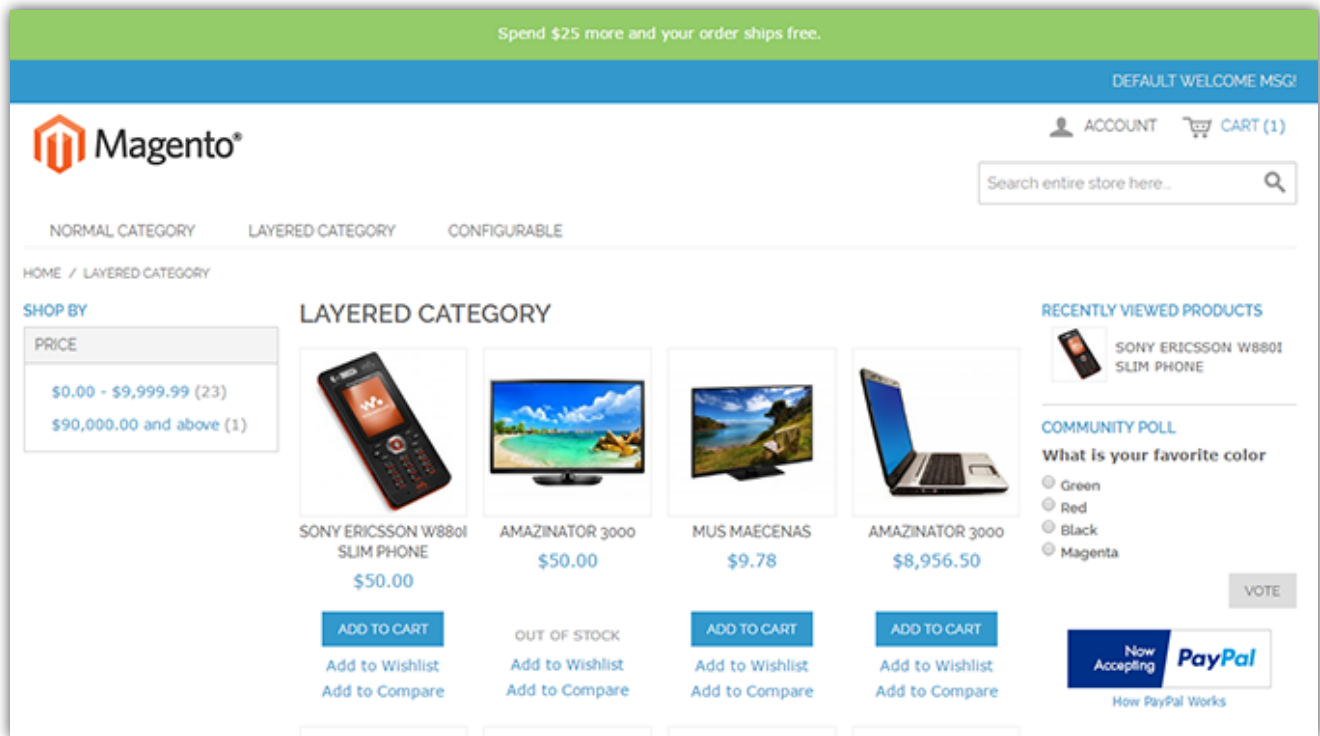 Spend $25 more and your order ships free.
DEFAULT WELCOME MSG!
Magento®
ACCOUNT
CART (1)
Search entire store here...
NORMAL CATEGORY
LAYERED CATEGORY
CONFIGURABLE
HOME / LAYERED CATEGORY
SHOP BY
PRICE
$0.00 - $9,999.99 (23)
$90,000.00 and above (1)
LAYERED CATEGORY
SONY ERICSSON W880I
SLIM PHONE
$50.00
ADD TO CART
Add to Wishlist
Add to Compare
AMAZINATOR 3000
$50.00
OUT OF STOCK
Add to Wishlist
Add to Compare
MUS MAECENAS
$9.78
ADD TO CART
Add to Wishlist
Add to Compare
AMAZINATOR 3000
$8,956.50
ADD TO CART
Add to Wishlist
Add to Compare
RECENTLY VIEWED PRODUCTS
SONY ERICSSON W880I
SLIM PHONE
COMMUNITY POLL
What is your favorite color
Green
Red
Black
Magenta
VOTE
Now
Accepting
PayPal
How PayPal Works